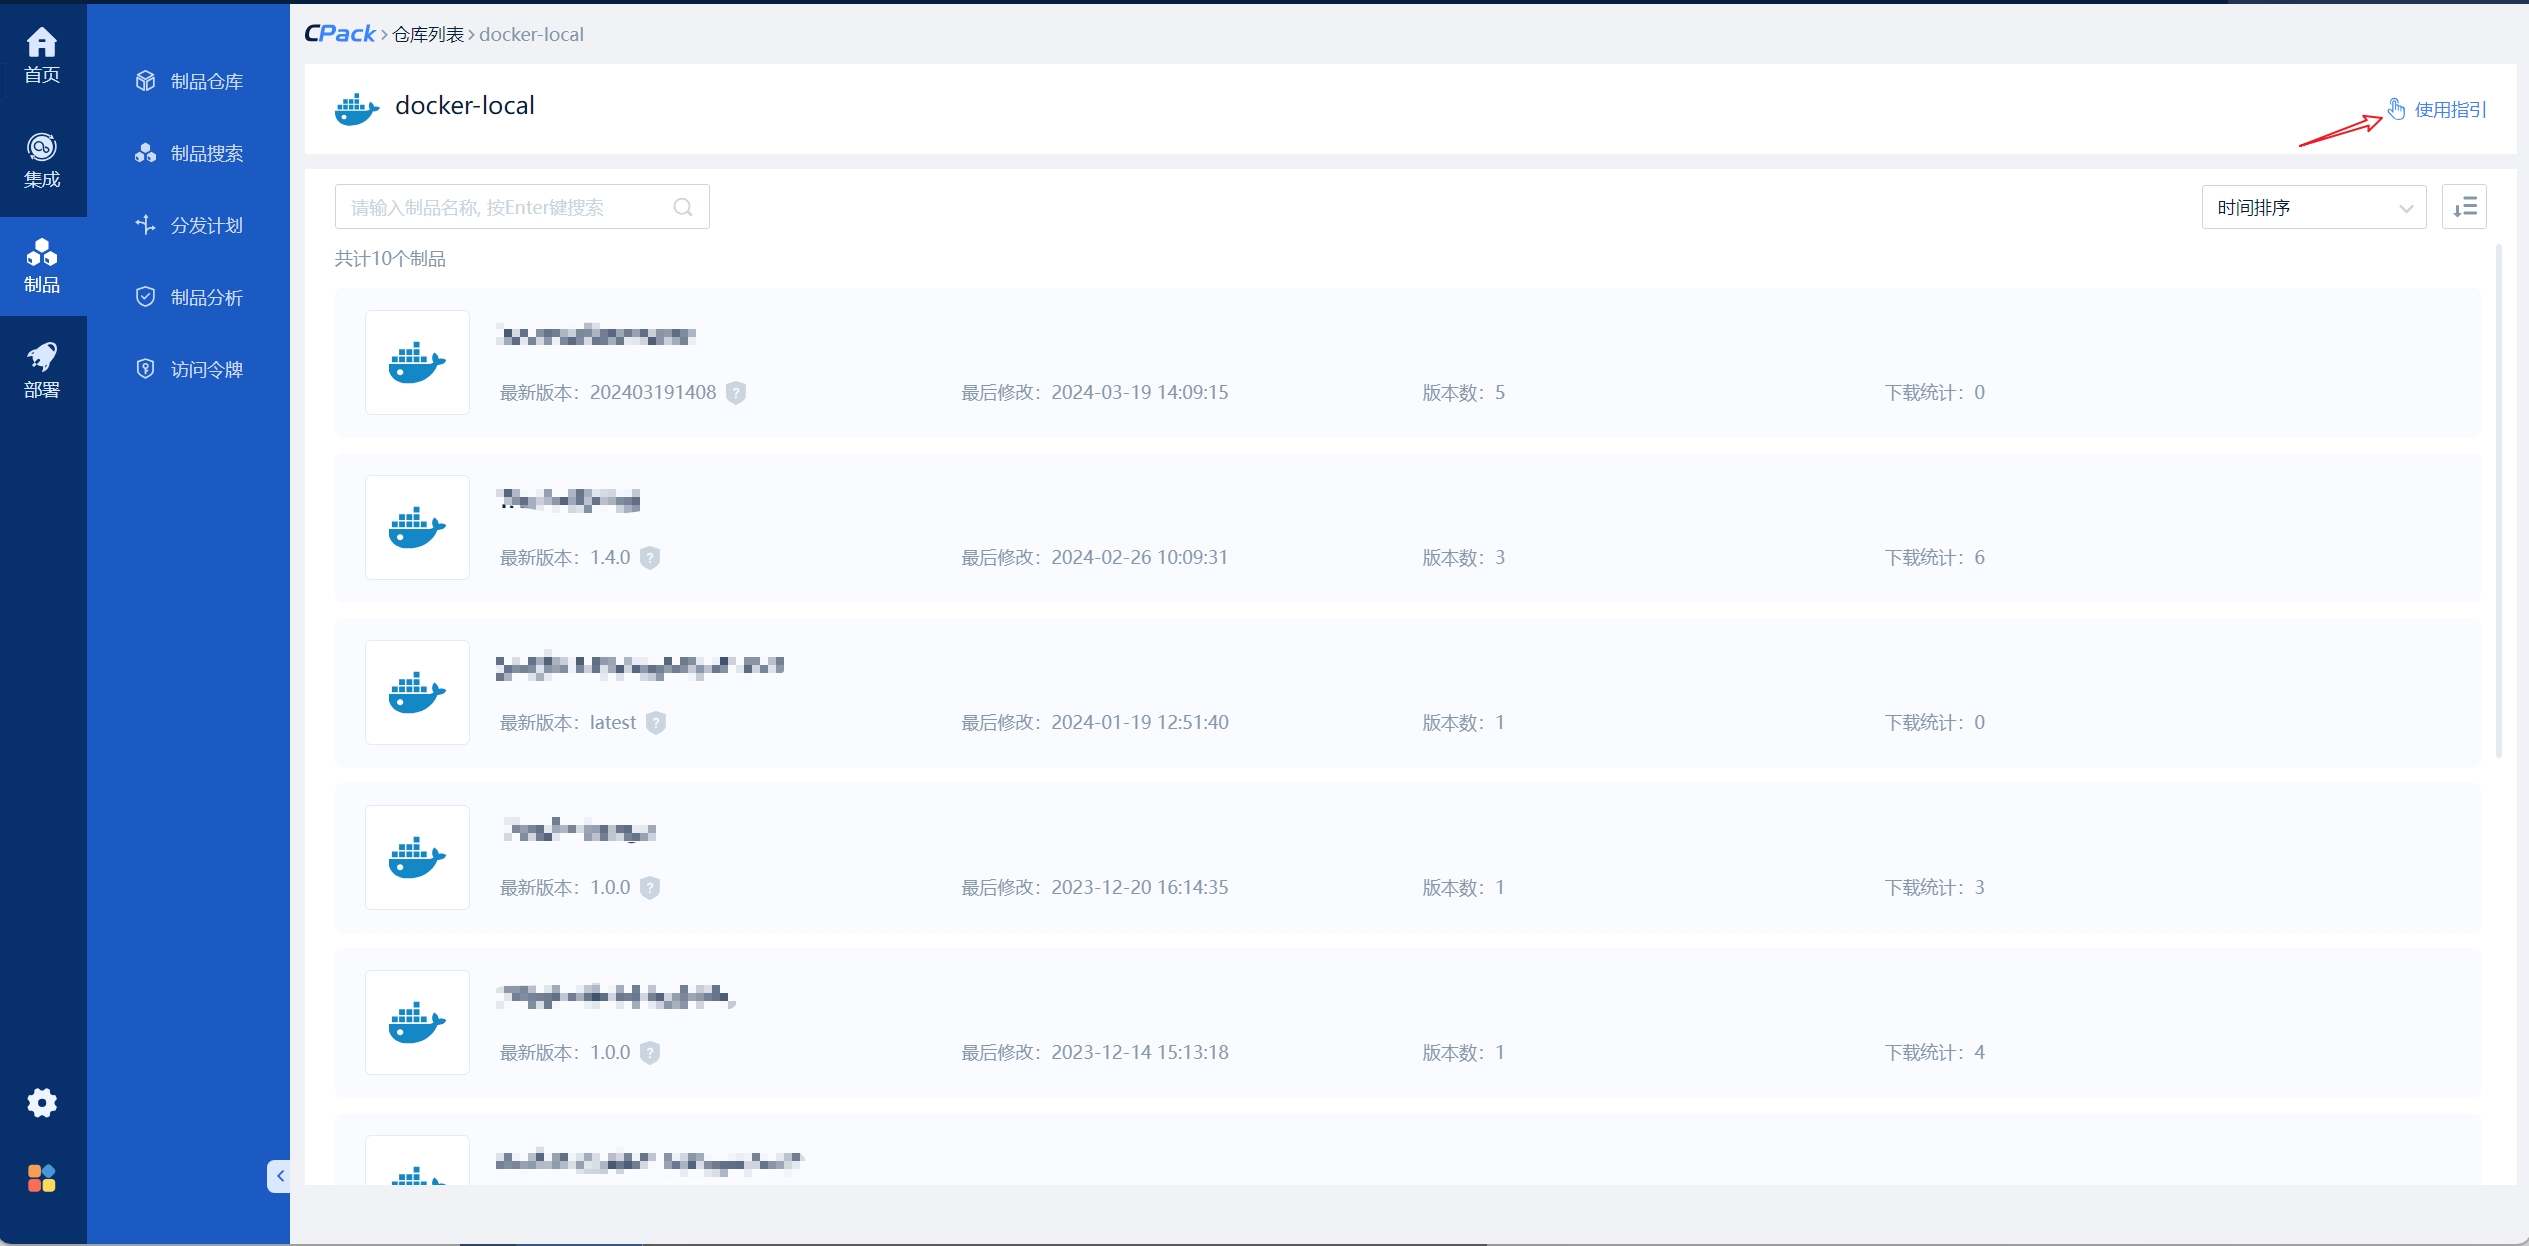 首页
集成
制品
部署
制品仓库
制品搜索
分发计划
制品分析
访问令牌
CPack > 仓库列表 > docker-local
docker-local
使用指引
请输入制品名称, 按Enter键搜索
时间排序
共计10个制品
最新版本：202403191408 最后修改：2024-03-19 14:09:15 版本数：5 下载统计：0
最新版本：1.4.0 最后修改：2024-02-26 10:09:31 版本数：3 下载统计：6
最新版本：latest 最后修改：2024-01-19 12:51:40 版本数：1 下载统计：0
最新版本：1.0.0 最后修改：2023-12-20 16:14:35 版本数：1 下载统计：3
最新版本：1.0.0 最后修改：2023-12-14 15:13:18 版本数：1 下载统计：4